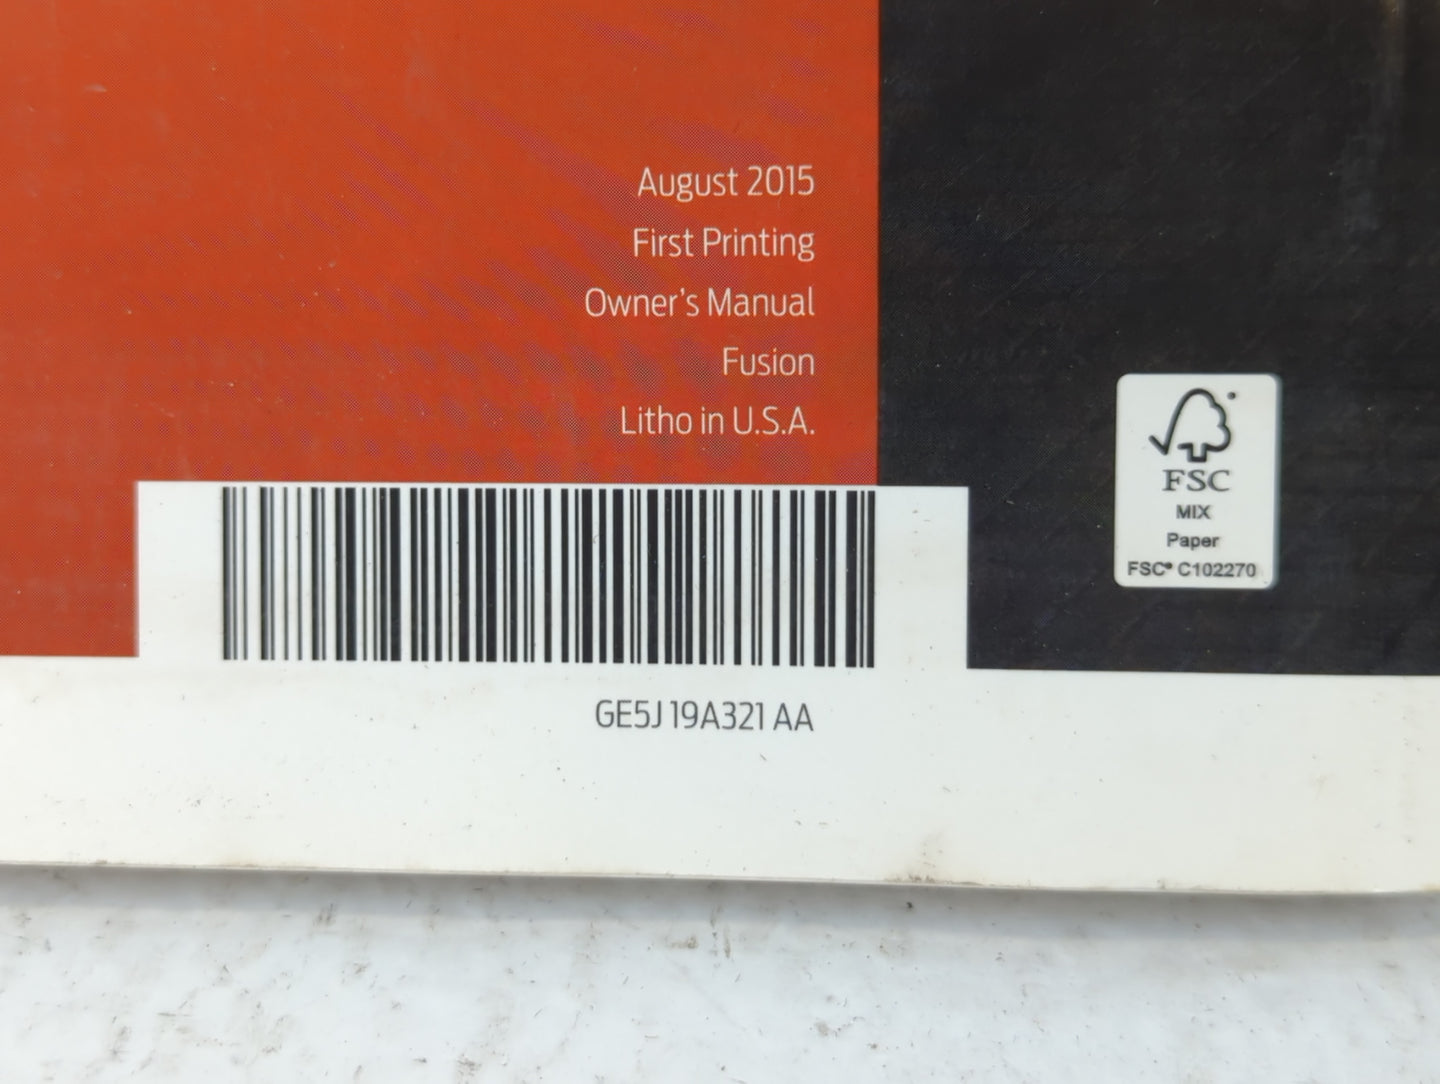 August 2015
First Printing
Owner's Manual
Fusion
Litho in U.S.A.
GE5J 19A321 AA
FSC
MIX
Paper
FSC® C102270